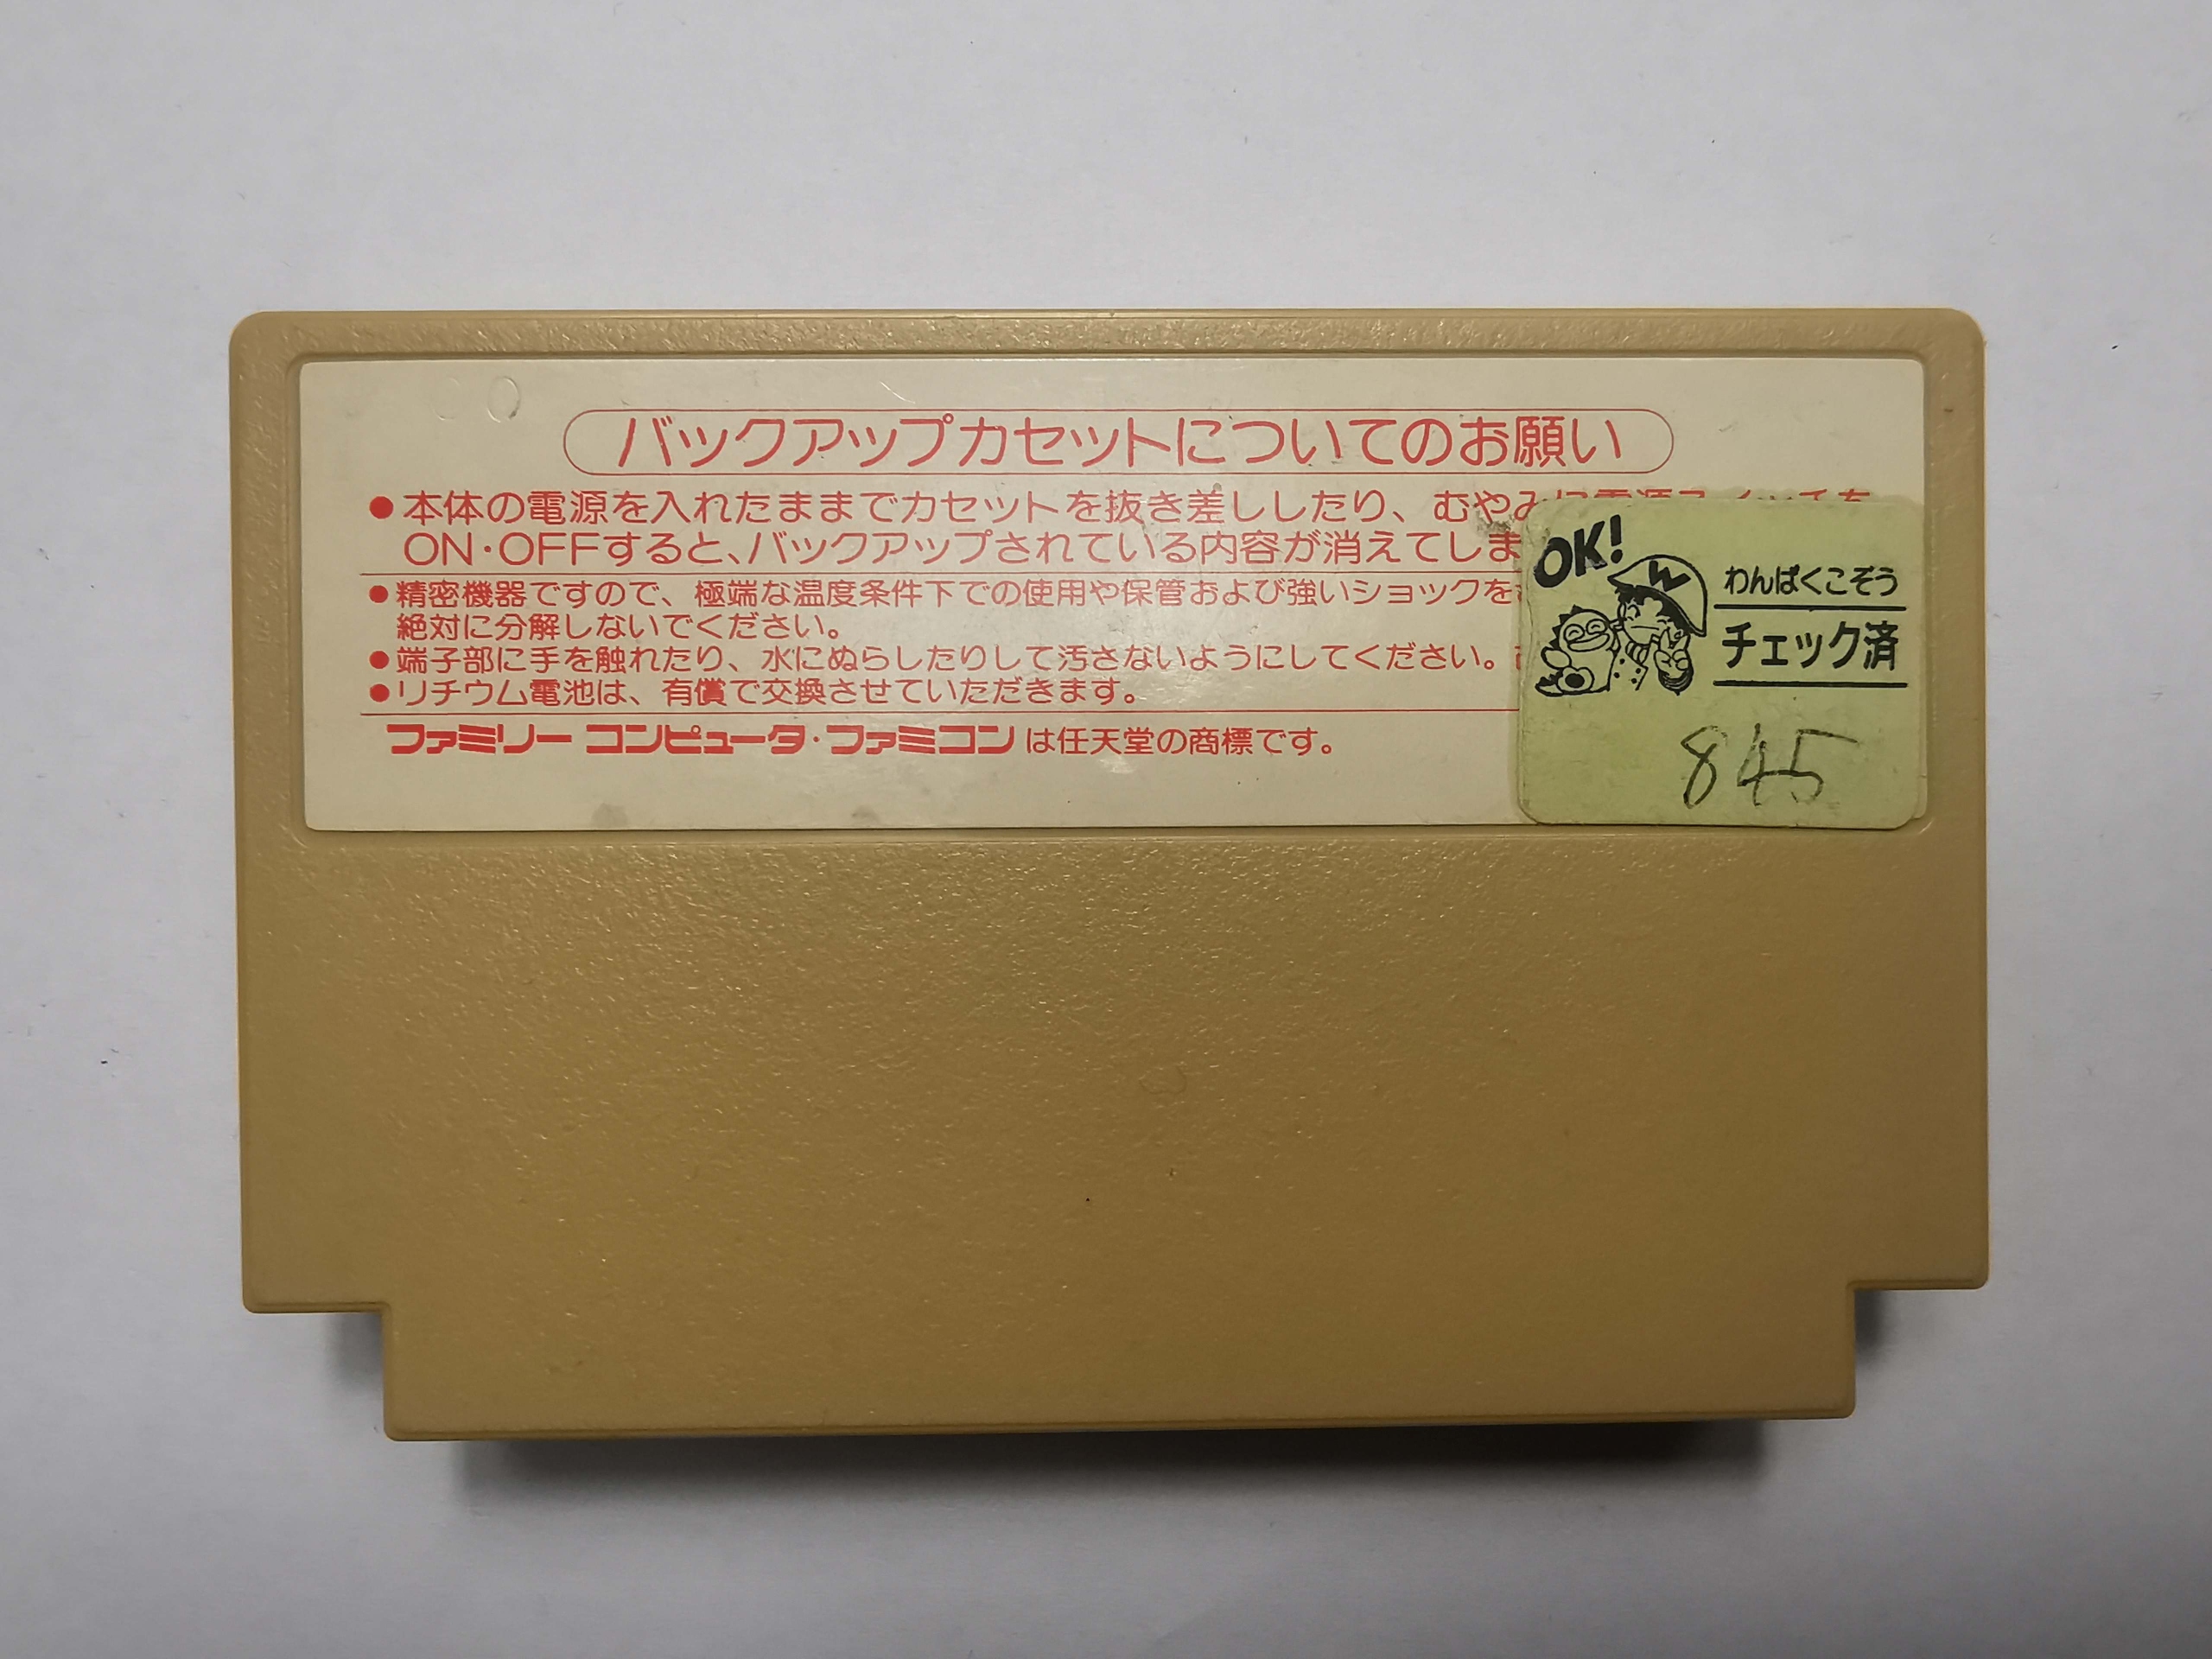 バックアップカセットについてのお願い
●本体の電源を入れたままでカセットを抜き差ししたり、むやみに電源スイッチを
ON・OFFすると、バックアップされている内容が消えてしま
●精密機器ですので、極端な温度条件下での使用や保管および強いショックを
絶対に分解しないでください。
●端子部に手を触れたり、水にぬらしたりして汚さないようにしてください。
●リチウム電池は、有償で交換させていただきます。
ファミリーコンピュータ・ファミコンは任天堂の商標です。
OK!
W
わんぱくこぞう
チェック済
845